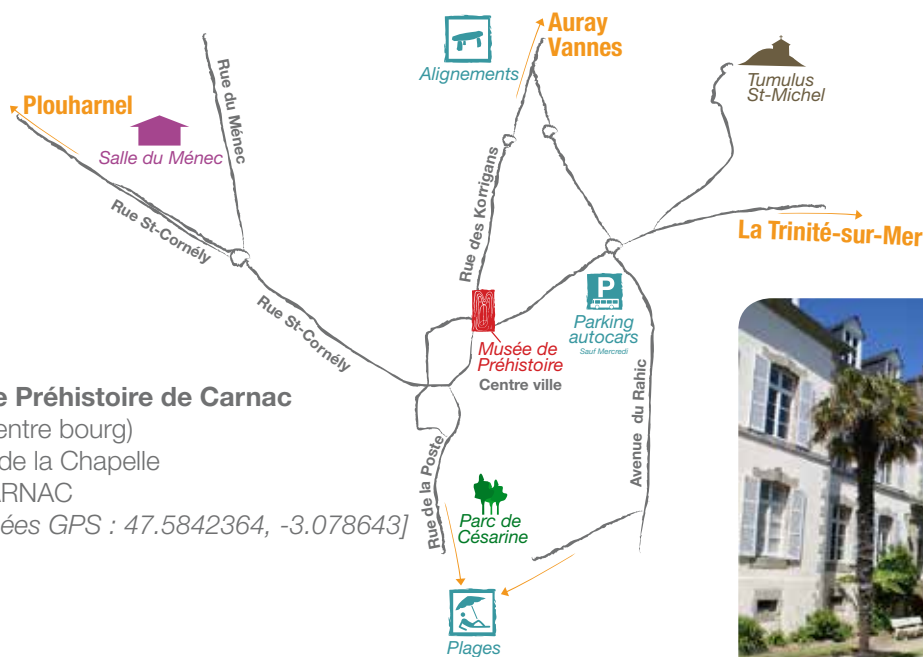 Auray
Vannes
Alignements
Tumulus
St-Michel
Plouharnel
Salle du Ménec
Rue du Ménec
Rue St-Cornély
Rue des Korrigans
La Trinité-sur-Mer
Rue St-Cornély
P
Parking
autocars
Sauf Mercredi
Musée de
Préhistoire
Centre ville
Avenue du Rahic
e Préhistoire de Carnac
entre bourg)
de la Chapelle
ARNAC
ées GPS : 47.5842364, -3.078643]
Rue de la Poste
Parc de
Césarine
Plages